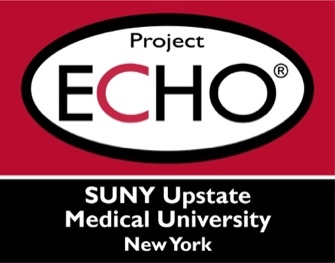 Project
ECHO®
SUNY Upstate
Medical University
New York